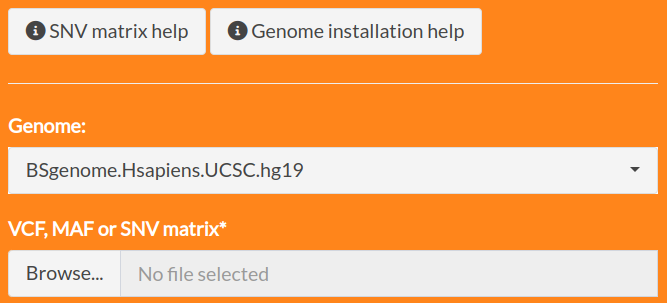 SNV matrix help Genome installation help
Genome:
BSgenome.Hsapiens.UCSC.hg19
VCF, MAF or SNV matrix*
Browse... No file selected